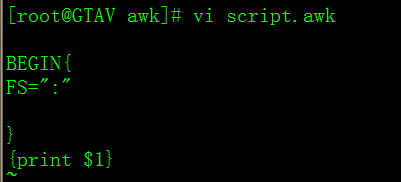 [root@GTAV awk]# vi script.awk
BEGIN{
FS=":"
}
{print $1}
~